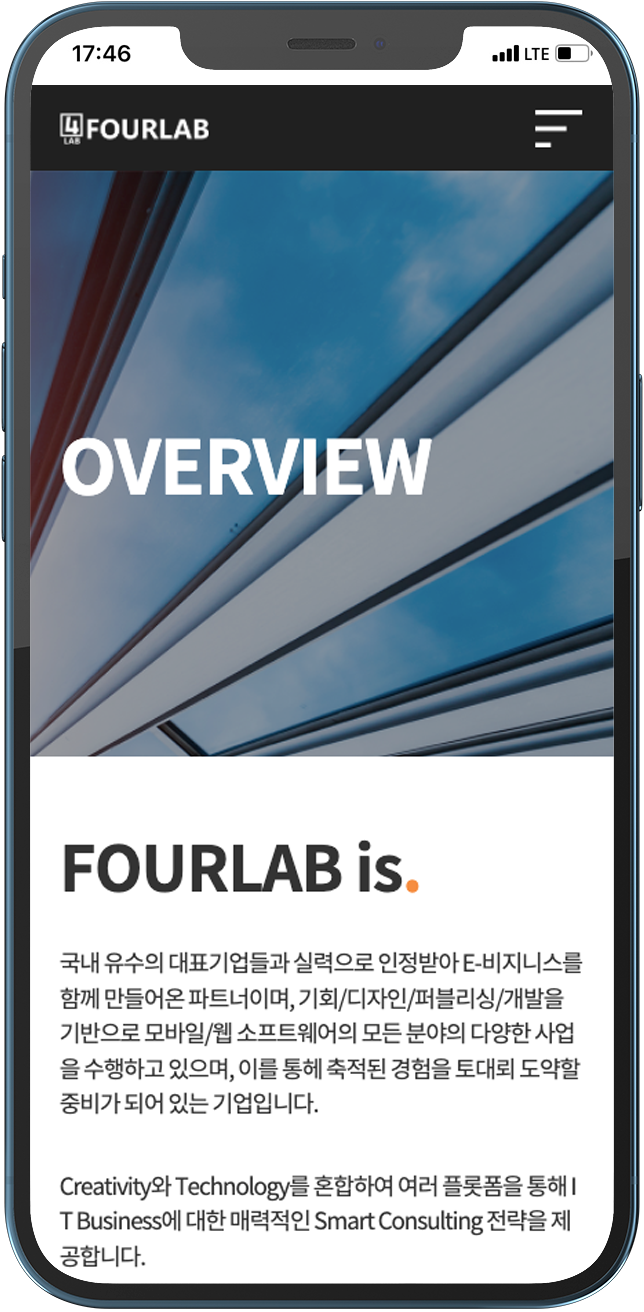 17:46
LTE
4
LAB
FOURLAB
OVERVIEW
FOURLAB is.
국내 유수의 대표기업들과 실력으로 인정받아 E-비지니스를
함께 만들어온 파트너이며, 기회/디자인/퍼블리싱/개발을
기반으로 모바일/웹 소프트웨어의 모든 분야의 다양한 사업
을 수행하고 있으며, 이를 통헤 축적된 경험을 토대뢰 도약할
중비가 되어 있는 기업입니다.
Creativity와 Technology를 혼합하여 여러 플롯폼을 통해 I
T Business에 대한 매력적인 Smart Consulting 전략을 제
공합니다.